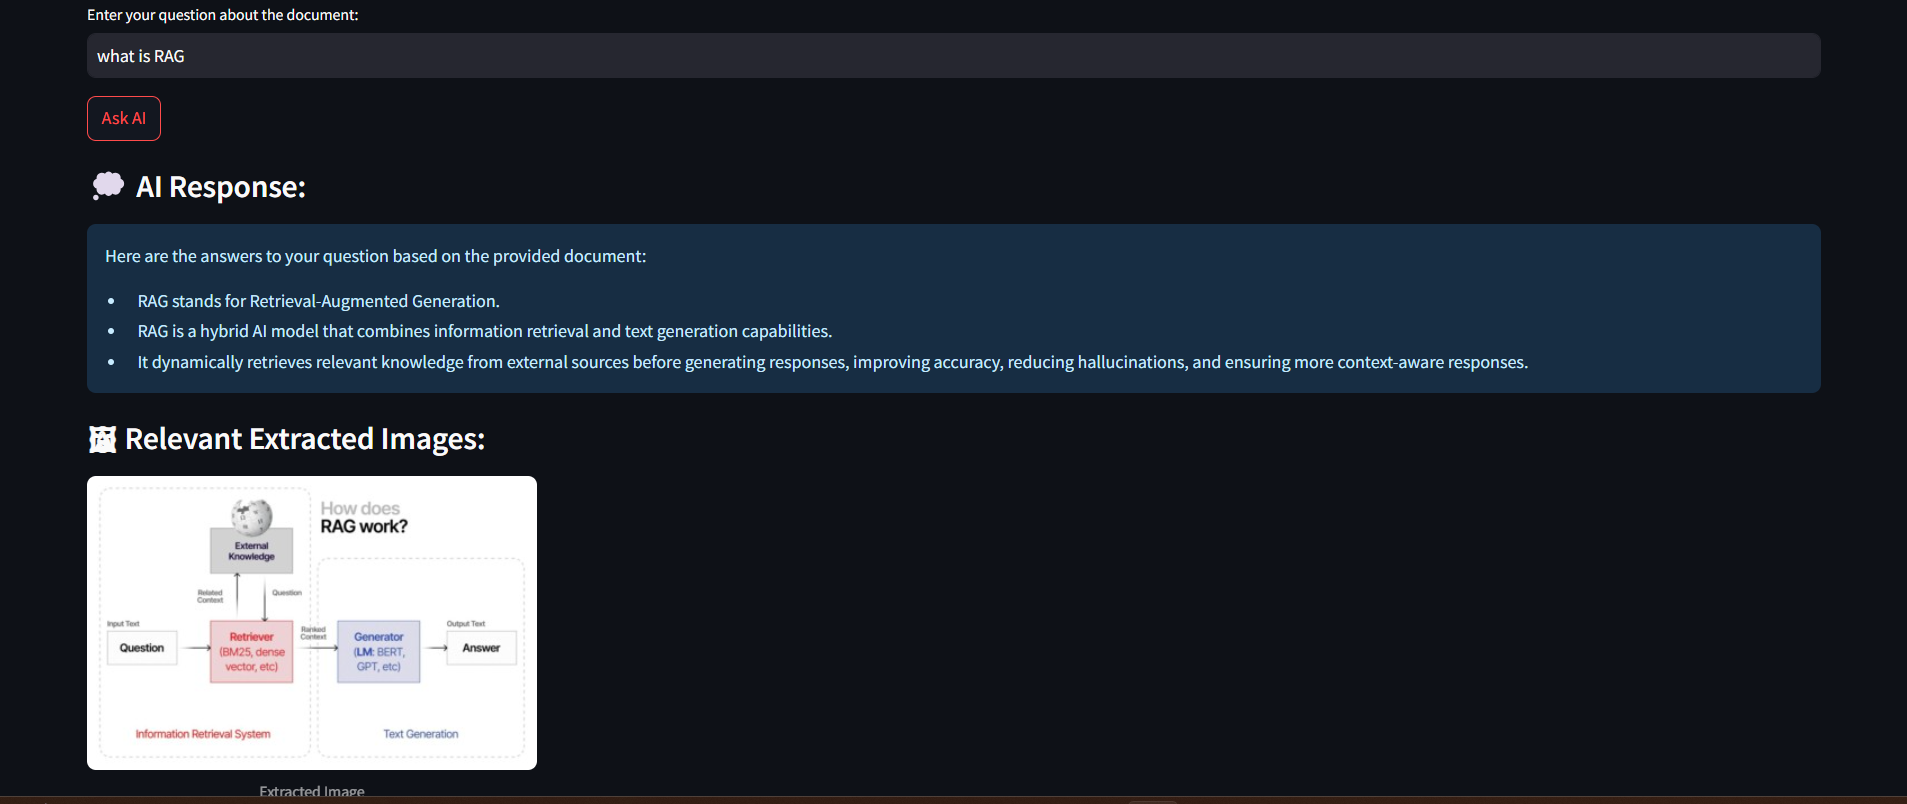 Enter your question about the document:
what is RAG
Ask AI
AI Response:
Here are the answers to your question based on the provided document:
• RAG stands for Retrieval-Augmented Generation.
• RAG is a hybrid AI model that combines information retrieval and text generation capabilities.
• It dynamically retrieves relevant knowledge from external sources before generating responses, improving accuracy, reducing hallucinations, and ensuring more context-aware responses.
Relevant Extracted Images:
How does
RAG work?
External
Knowledge
Related
Context
Question
Input Text
Question
Retriever
(BM25, dense
vector, etc)
Ranked
Context
Generator
(LM: BERT,
GPT, etc)
Output Text
Answer
Information Retrieval System
Text Generation
Extracted Image